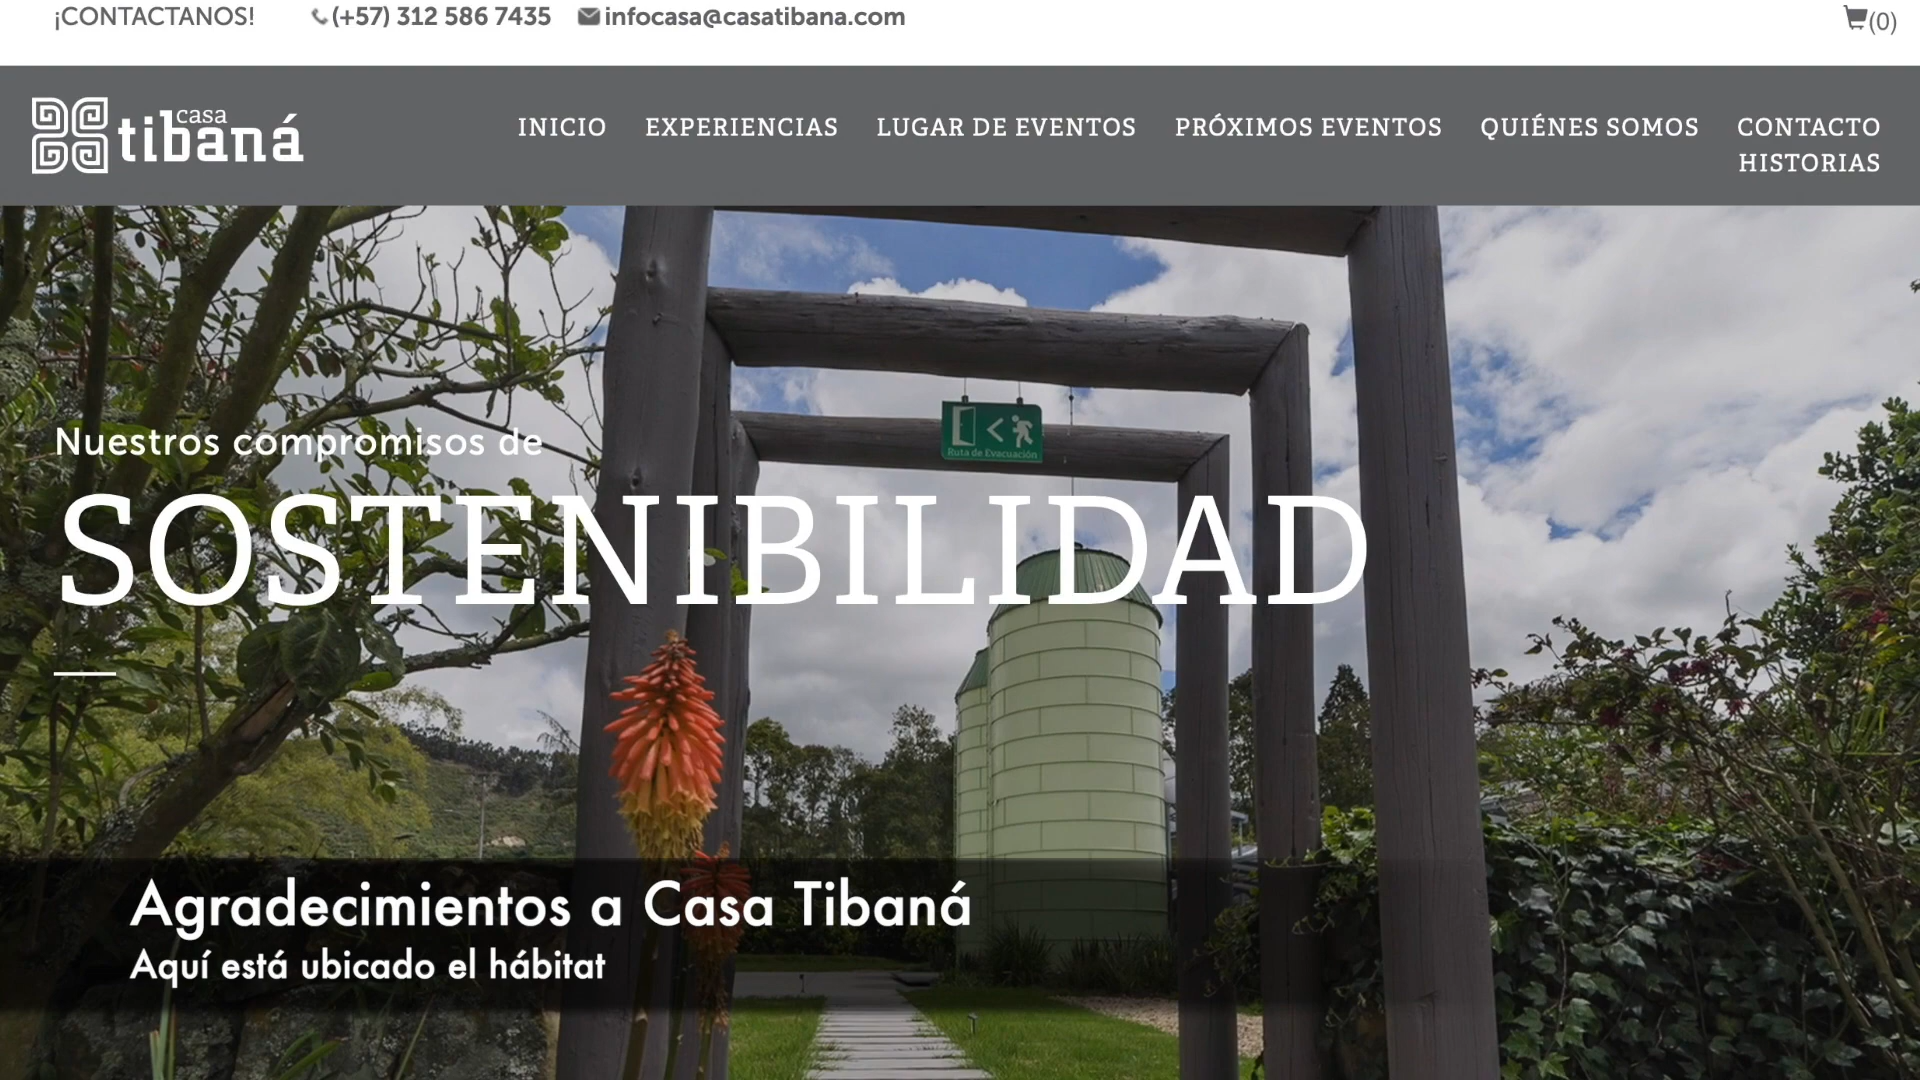 ¡CONTACTANOS! (+57) 312 586 7435 infocasa@casatibana.com (0)
casa
tibaná
INICIO EXPERIENCIAS LUGAR DE EVENTOS PRÓXIMOS EVENTOS QUIÉNES SOMOS CONTACTO
HISTORIAS
Ruta de Evacuación
Nuestros compromisos de
SOSTENIBILIDAD
Agradecimientos a Casa Tibaná
Aquí está ubicado el hábitat